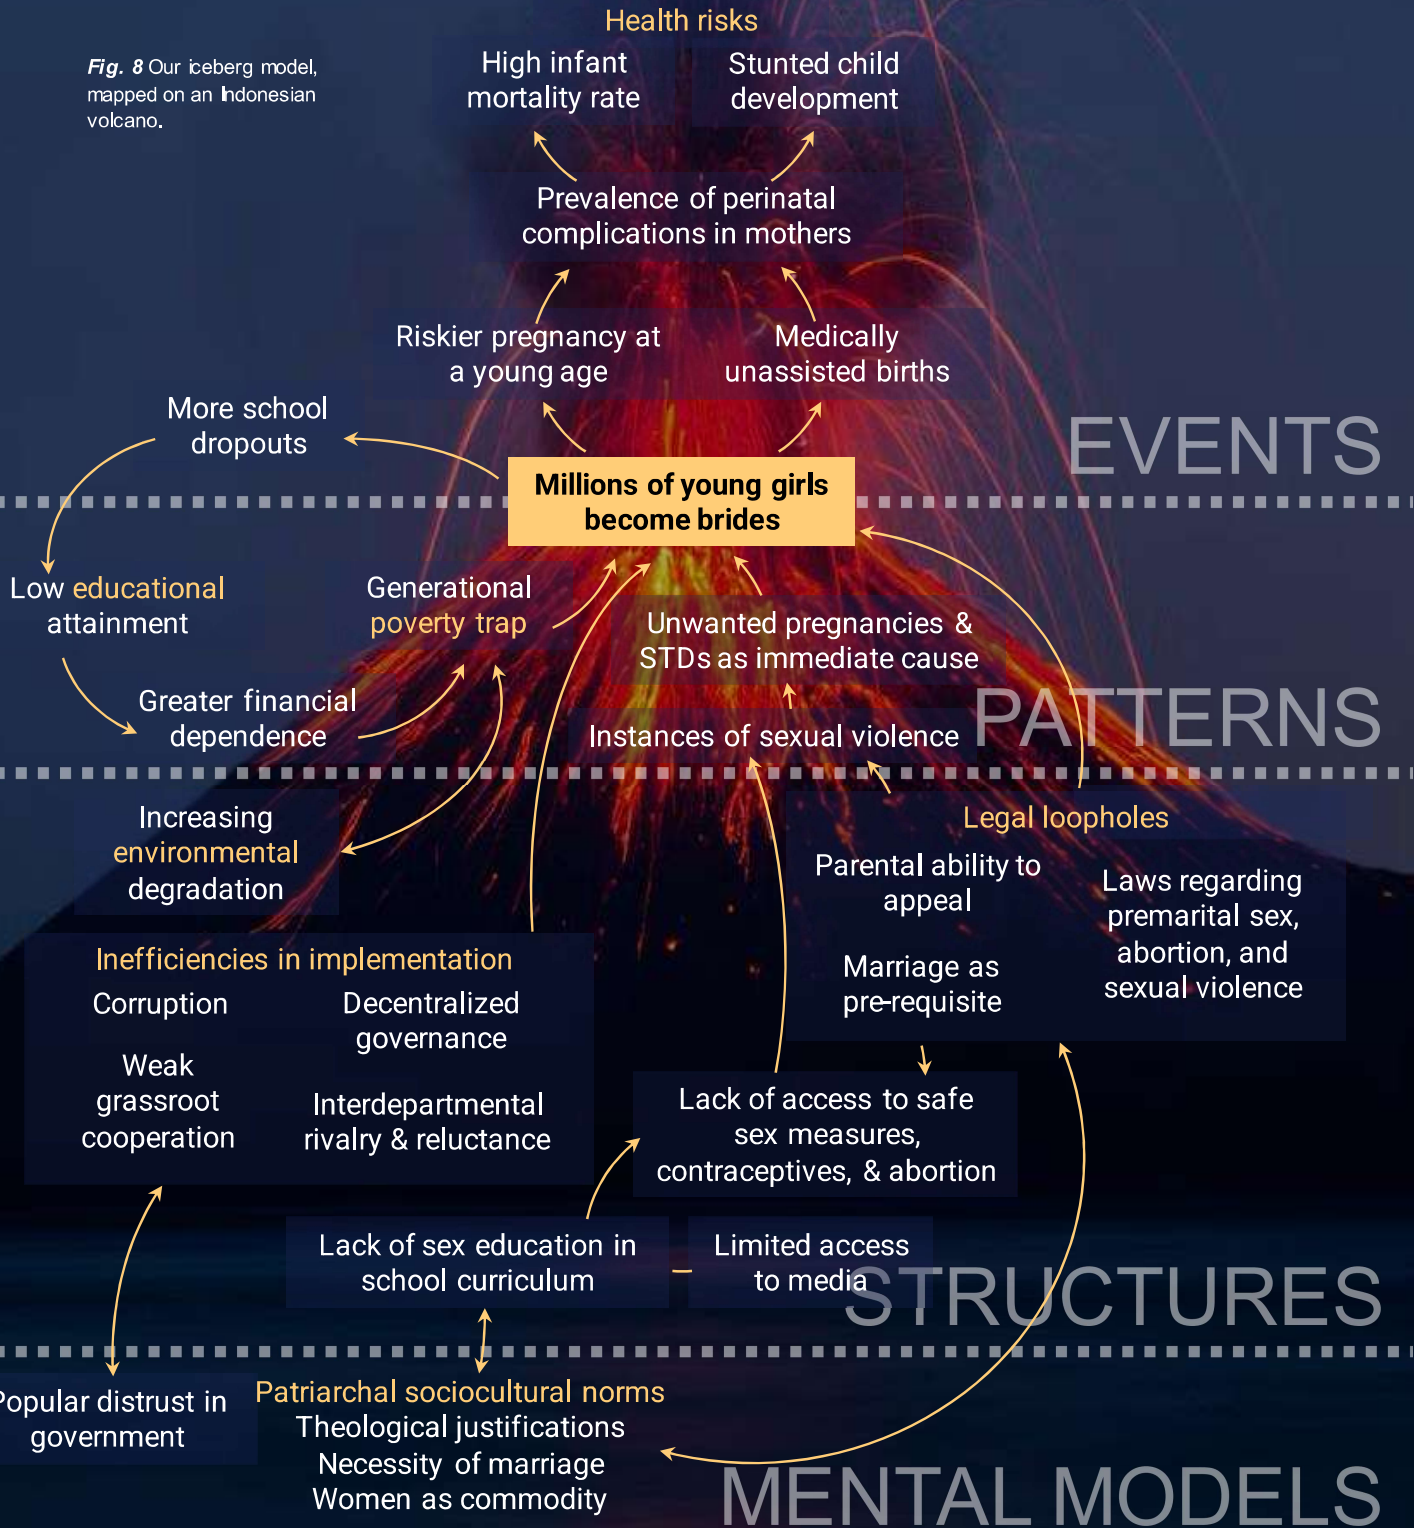 Health risks
Fig. 8 Our iceberg model,
mapped on an Indonesian
volcano.
High infant
mortality rate
Stunted child
development
Prevalence of perinatal
complications in mothers
Riskier pregnancy at
a young age
Medically
unassisted births
More school
dropouts
EVENTS
Millions of young girls
become brides
Low educational
attainment
Generational
poverty trap
Unwanted pregnancies &
STDs as immediate cause
Greater financial
dependence
Instances of sexual violence
PATTERNS
Increasing
environmental
degradation
Legal loopholes
Parental ability to
appeal
Laws regarding
premarital sex,
abortion, and
sexual violence
Marriage as
pre-requisite
Inefficiencies in implementation
Corruption
Decentralized
governance
Weak
grassroot
cooperation
Interdepartmental
rivalry & reluctance
Lack of access to safe
sex measures,
contraceptives, & abortion
Lack of sex education in
school curriculum
Limited access
to media
STRUCTURES
Popular distrust in
government
Patriarchal sociocultural norms
Theological justifications
Necessity of marriage
Women as commodity
MENTAL MODELS